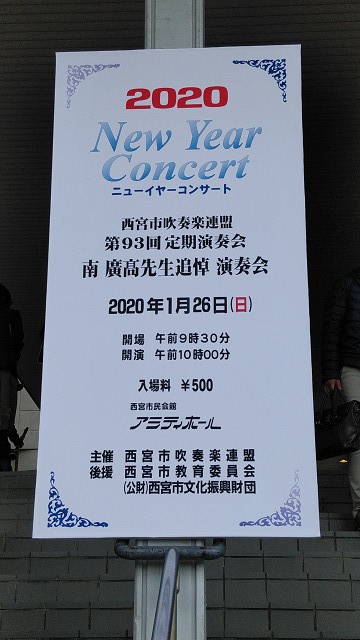 2020
New Year
Concert
ニューイヤーコンサート
西宮市吹奏楽連盟
第93回 定期演奏会
南 廣高先生追悼 演奏会
2020年1月26日(日)
開場 午前9時30分
開演 午前10時00分
入場料 ￥500
西宮市民会館
アミティホール
主催 西宮市吹奏楽連盟
後援 西宮市教育委員会
(公財)西宮市文化振興財団